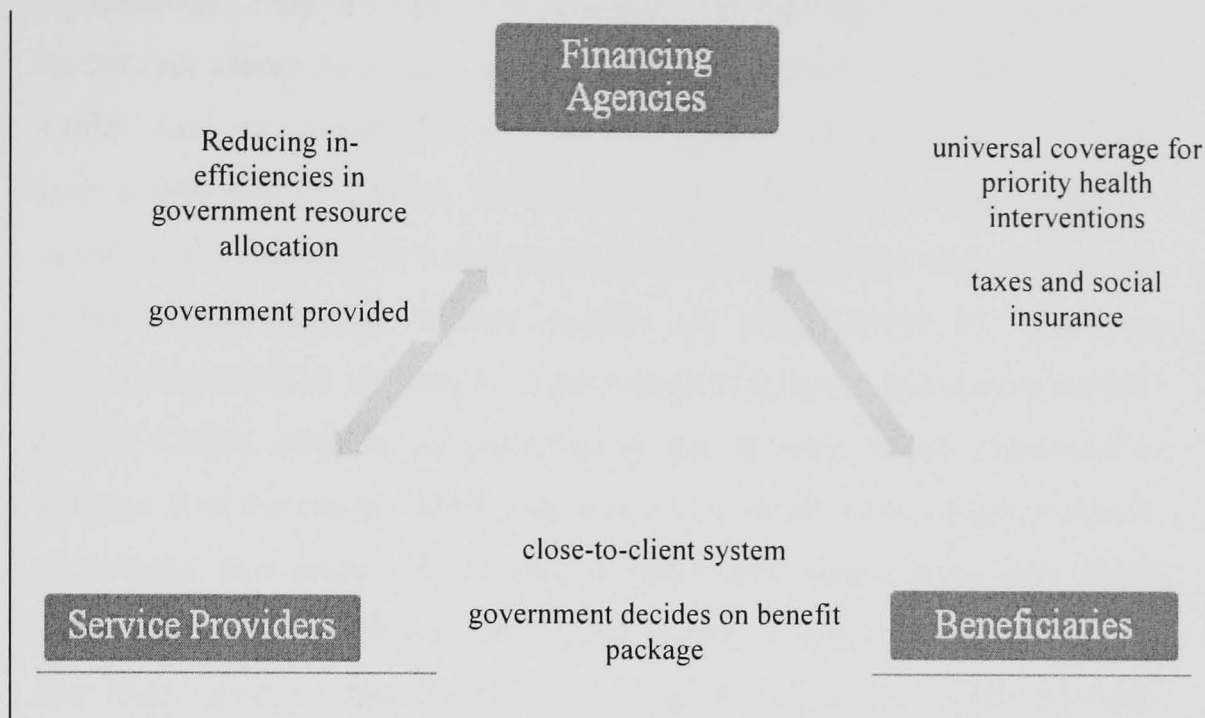 Financing
Agencies
Reducing in-
efficiencies in
government resource
allocation
government provided
universal coverage for
priority health
interventions
taxes and social
insurance
close-to-client system
government decides on benefit
package
Service Providers
Beneficiaries